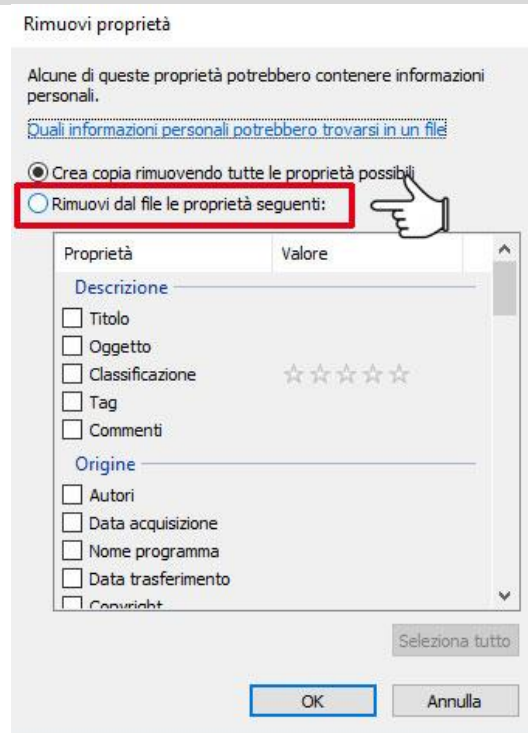 Rimuovi proprietà
Alcune di queste proprietà potrebbero contenere informazioni
personali.
Quali informazioni personali potrebbero trovarsi in un file
Crea copia rimuovendo tutte le proprietà possibili
Rimuovi dal file le proprietà seguenti:
Proprietà Valore
Descrizione
Titolo
Oggetto
Classificazione
Tag
Commenti
Origine
Autori
Data acquisizione
Nome programma
Data trasferimento
Copyright
Seleziona tutto
OK Annulla